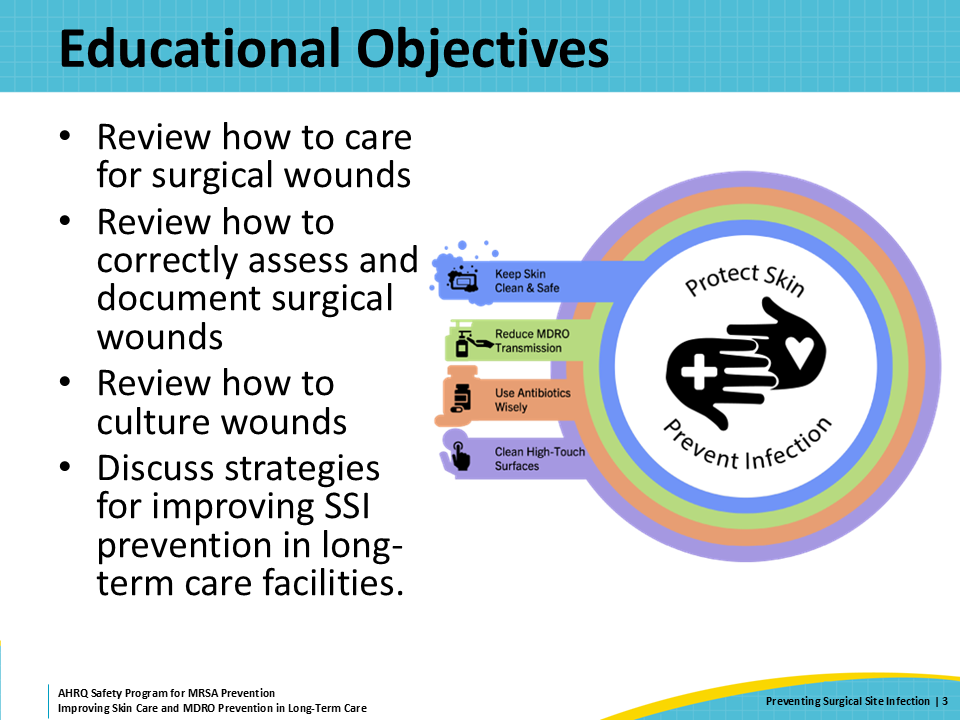 Educational Objectives
• Review how to care
for surgical wounds
• Review how to
correctly assess and
document surgical
wounds
• Review how to
culture wounds
• Discuss strategies
for improving SSI
prevention in long-
term care facilities.
Keep Skin
Clean & Safe
Reduce MDRO
Transmission
Use Antibiotics
Wisely
Clean High-Touch
Surfaces
Protect Skin
Prevent Infection
AHRQ Safety Program for MRSA Prevention
Improving Skin Care and MDRO Prevention in Long-Term Care
Preventing Surgical Site Infection | 3